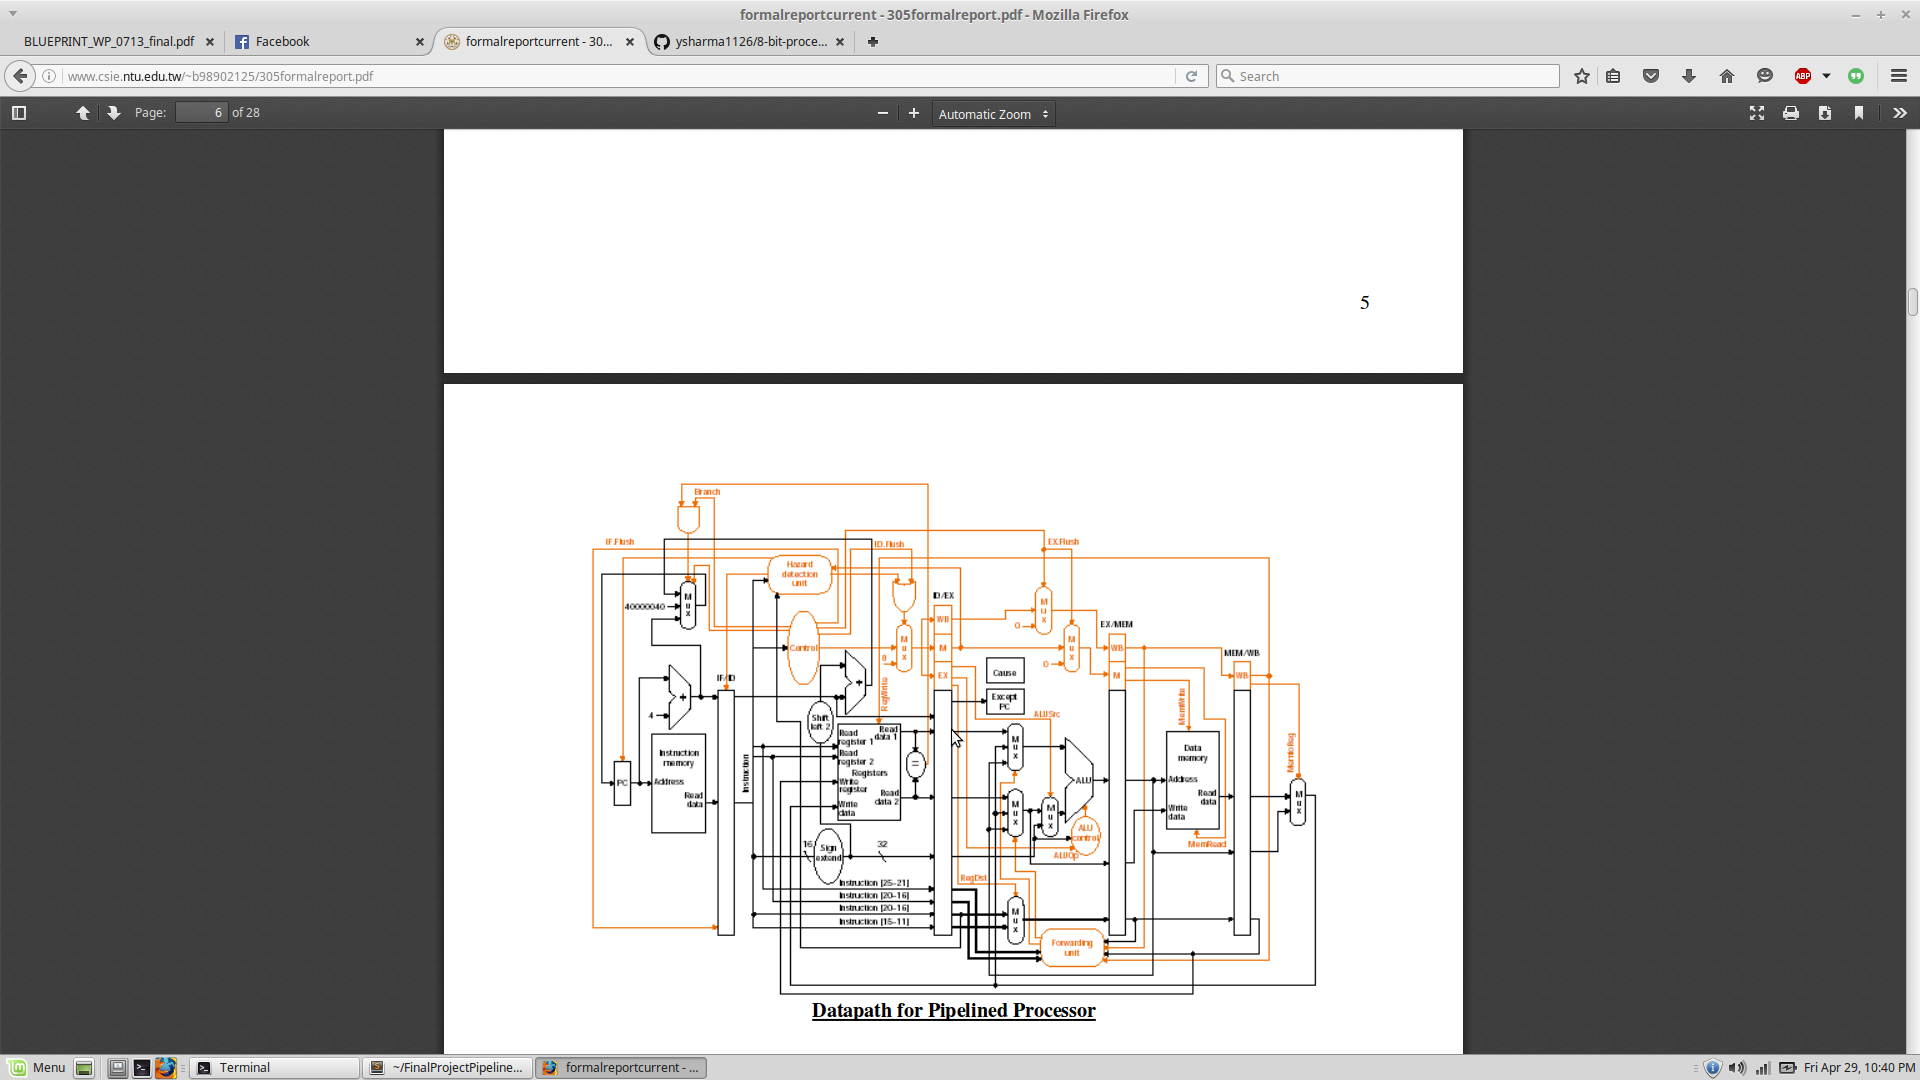 formalreportcurrent - 305formalreport.pdf - Mozilla Firefox
BLUEPRINT_WP_0713_final.pdf
Facebook
formalreportcurrent - 30...
ysharma1126/8-bit-proce...
www.csie.ntu.edu.tw/~b98902125/305formalreport.pdf
Search
ABP
Page: 6 of 28
Automatic Zoom
5
Branch
IF.Flush
ID.Flush
EX.Flush
Hazard
detection
unit
40000040
M
u
x
Control
M
u
x
0
ID/EX
WB
M
EX
M
u
x
0
M
u
x
0
EX/MEM
WB
M
MEM/WB
WB
Cause
Except
PC
IF/ID
+
4
+
Shift
left 2
RegWrite
ALUSrc
MemWrite
MemtoReg
PC
Instruction
memory
Address
Read
data
Instruction
Read
register 1
Read
data 1
Read
register 2
Registers
Write
register
Read
data 2
Write
data
=
M
u
x
M
u
x
M
u
x
ALU
ALU
control
ALUOp
Data
memory
Address
Read
data
Write
data
MemRead
M
u
x
16
Sign
extend
32
RegDst
Instruction [25-21]
Instruction [20-16]
Instruction [20-16]
Instruction [15-11]
M
u
x
Forwarding
unit
Datapath for Pipelined Processor
Menu
Terminal
~/FinalProjectPipeline...
formalreportcurrent - ...
Fri Apr 29, 10:40 PM